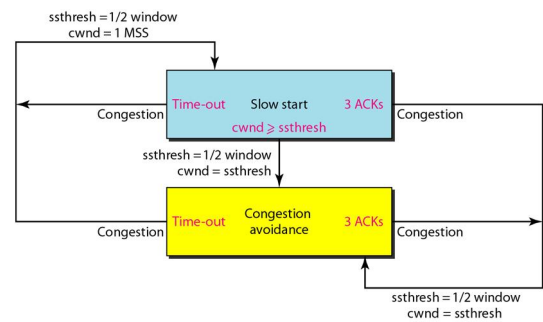 ssthresh = 1/2 window
cwnd = 1 MSS
Time-out Slow start 3 ACKs
Congestion Congestion
cwnd ⩾ ssthresh
ssthresh = 1/2 window
cwnd = ssthresh
Time-out Congestion avoidance 3 ACKs
Congestion Congestion
ssthresh = 1/2 window
cwnd = ssthresh